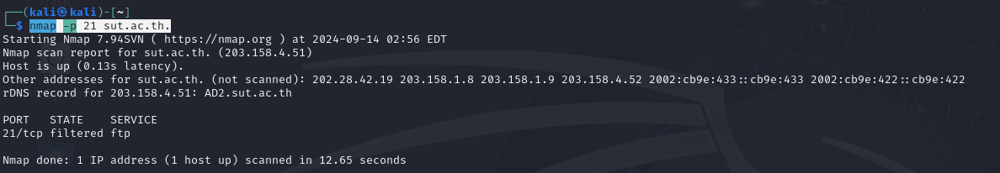 ┌──(kali㉿kali)-[~]
└─$ nmap -p 21 sut.ac.th.
Starting Nmap 7.94SVN ( https://nmap.org ) at 2024-09-14 02:56 EDT
Nmap scan report for sut.ac.th. (203.158.4.51)
Host is up (0.13s latency).
Other addresses for sut.ac.th. (not scanned): 202.28.42.19 203.158.1.8 203.158.1.9 203.158.4.52 2002:cb9e:433::cb9e:433 2002:cb9e:422::cb9e:422
rDNS record for 203.158.4.51: AD2.sut.ac.th
PORT   STATE    SERVICE
21/tcp filtered ftp
Nmap done: 1 IP address (1 host up) scanned in 12.65 seconds